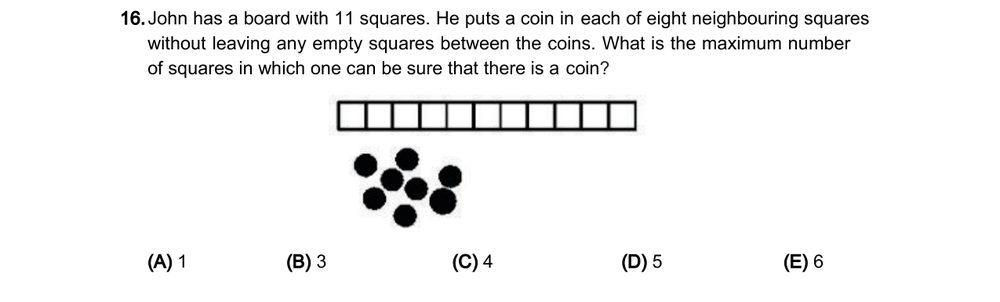 16. John has a board with 11 squares. He puts a coin in each of eight neighbouring squares
without leaving any empty squares between the coins. What is the maximum number
of squares in which one can be sure that there is a coin?
(A) 1 (B) 3 (C) 4 (D) 5 (E) 6